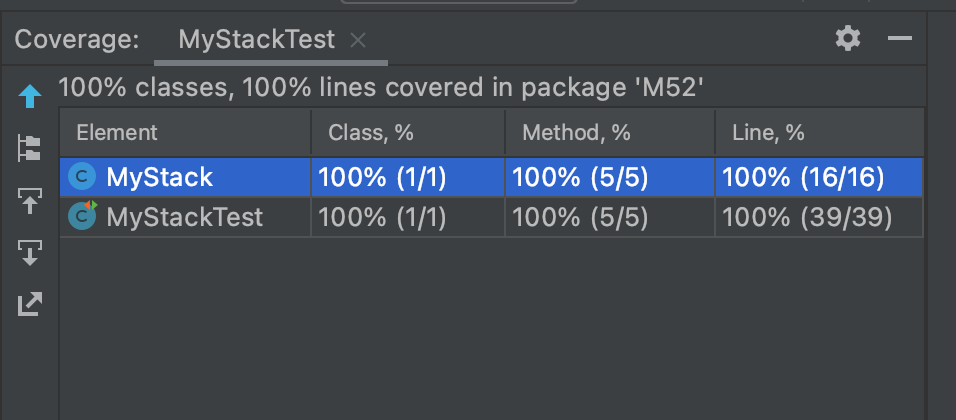 Coverage: MyStackTest
100% classes, 100% lines covered in package 'M52'
Element Class, % Method, % Line, %
C MyStack 100% (1/1) 100% (5/5) 100% (16/16)
C MyStackTest 100% (1/1) 100% (5/5) 100% (39/39)